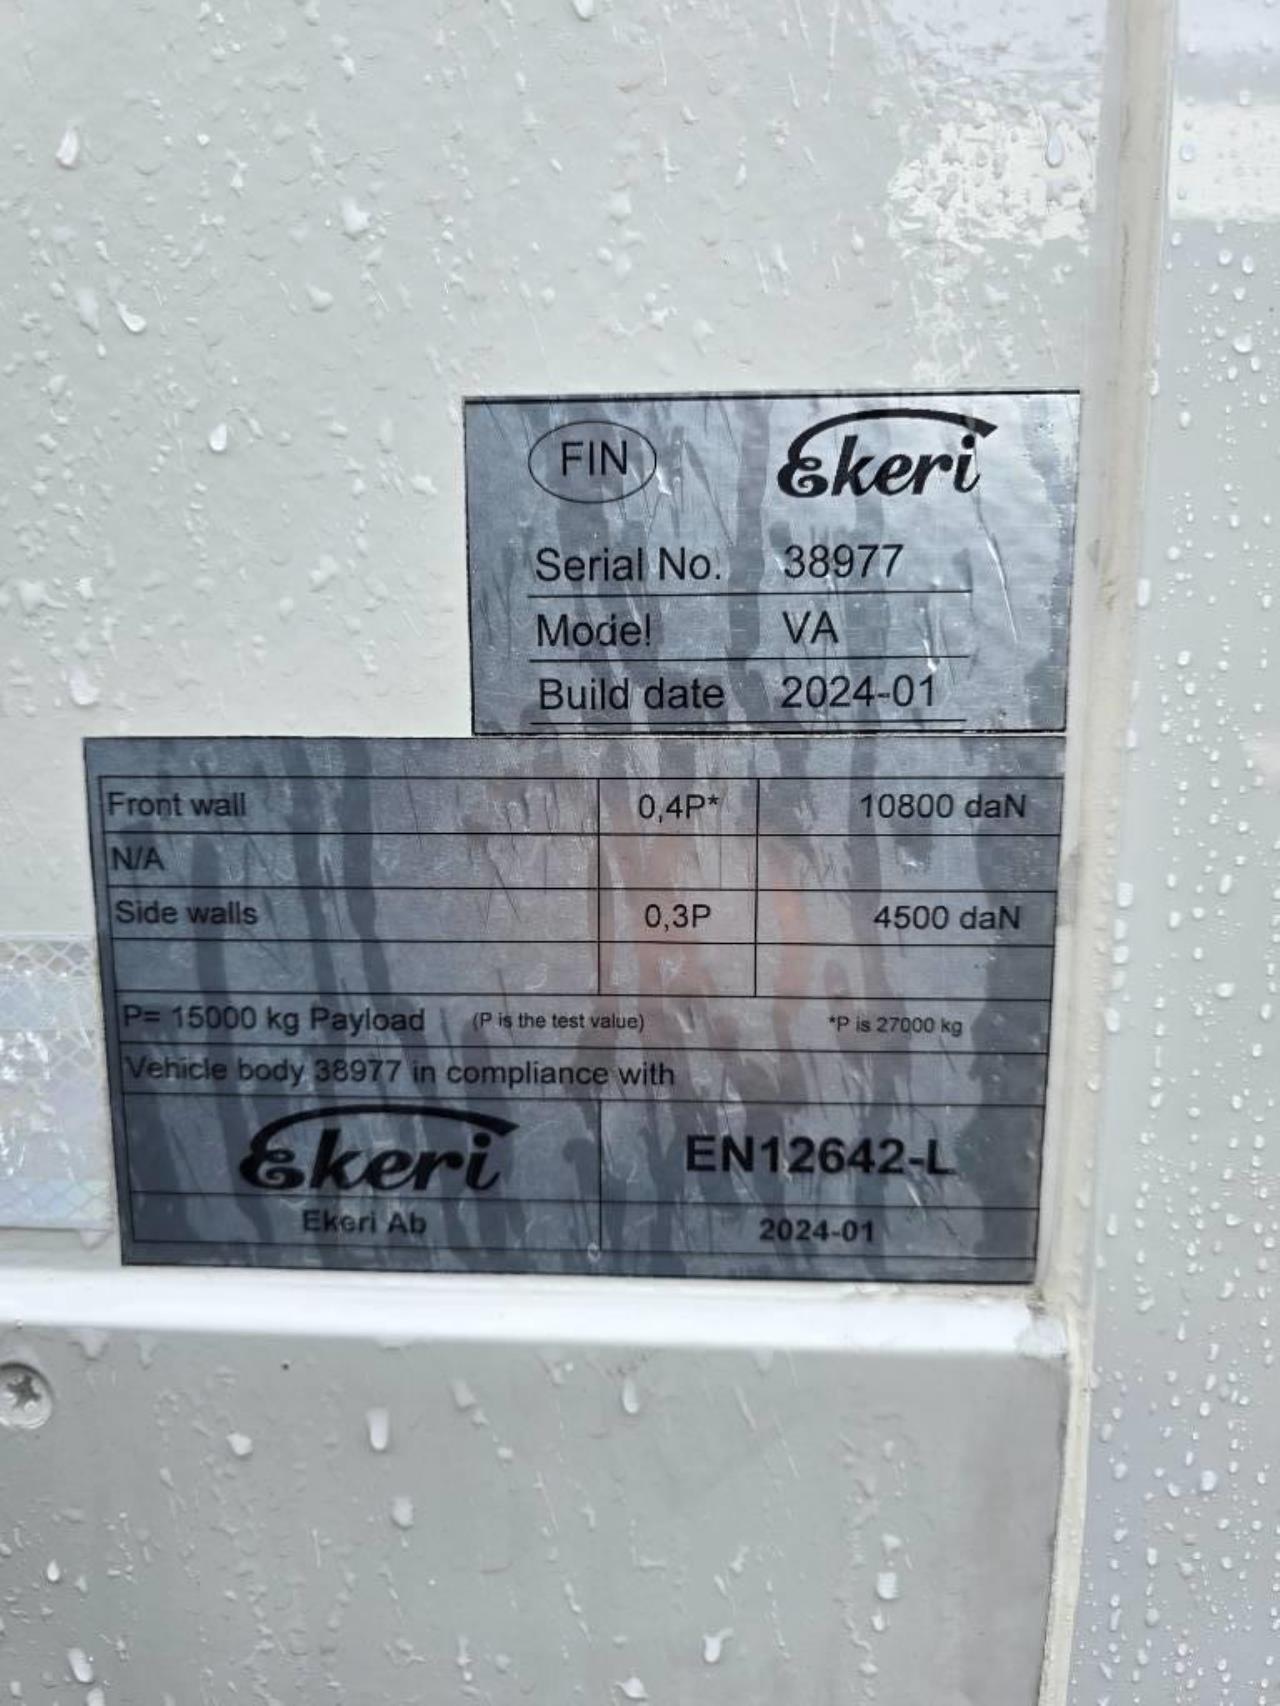 FIN Ekeri
Serial No. 38977
Model VA
Build date 2024-01
Front wall 0,4P* 10800 daN
N/A
Side walls 0,3P 4500 daN
P= 15000 kg Payload (P is the test value) *P is 27000 kg
Vehicle body 38977 in compliance with
Ekeri EN12642-L
Ekeri Ab 2024-01